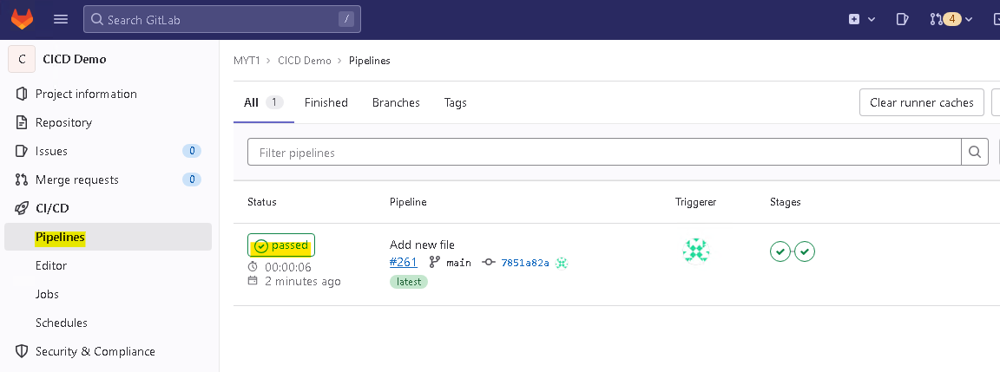 Search GitLab / 4
C CICD Demo
Project information
Repository
Issues 0
Merge requests 0
CI/CD
Pipelines
Editor
Jobs
Schedules
Security & Compliance
MYT1 > CICD Demo > Pipelines
All 1 Finished Branches Tags Clear runner caches
Filter pipelines
Status Pipeline Triggerer Stages
passed Add new file
#261 main 7851a82a
00:00:06
latest
2 minutes ago